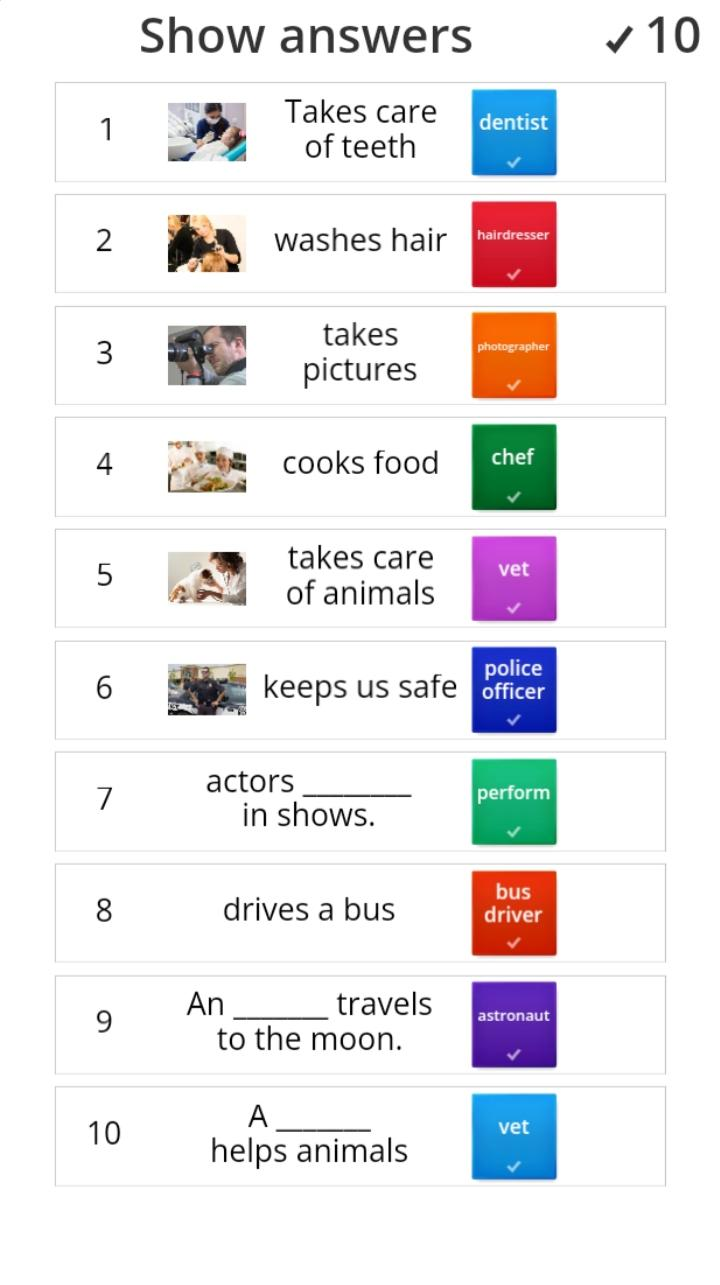 Show answers ✓ 10
1
Takes care
of teeth
dentist
2
washes hair
hairdresser
3
takes
pictures
photographer
4
cooks food
chef
5
takes care
of animals
vet
6
keeps us safe
police
officer
7
actors ________
in shows.
perform
8
drives a bus
bus
driver
9
An _______ travels
to the moon.
astronaut
10
A _______
helps animals
vet